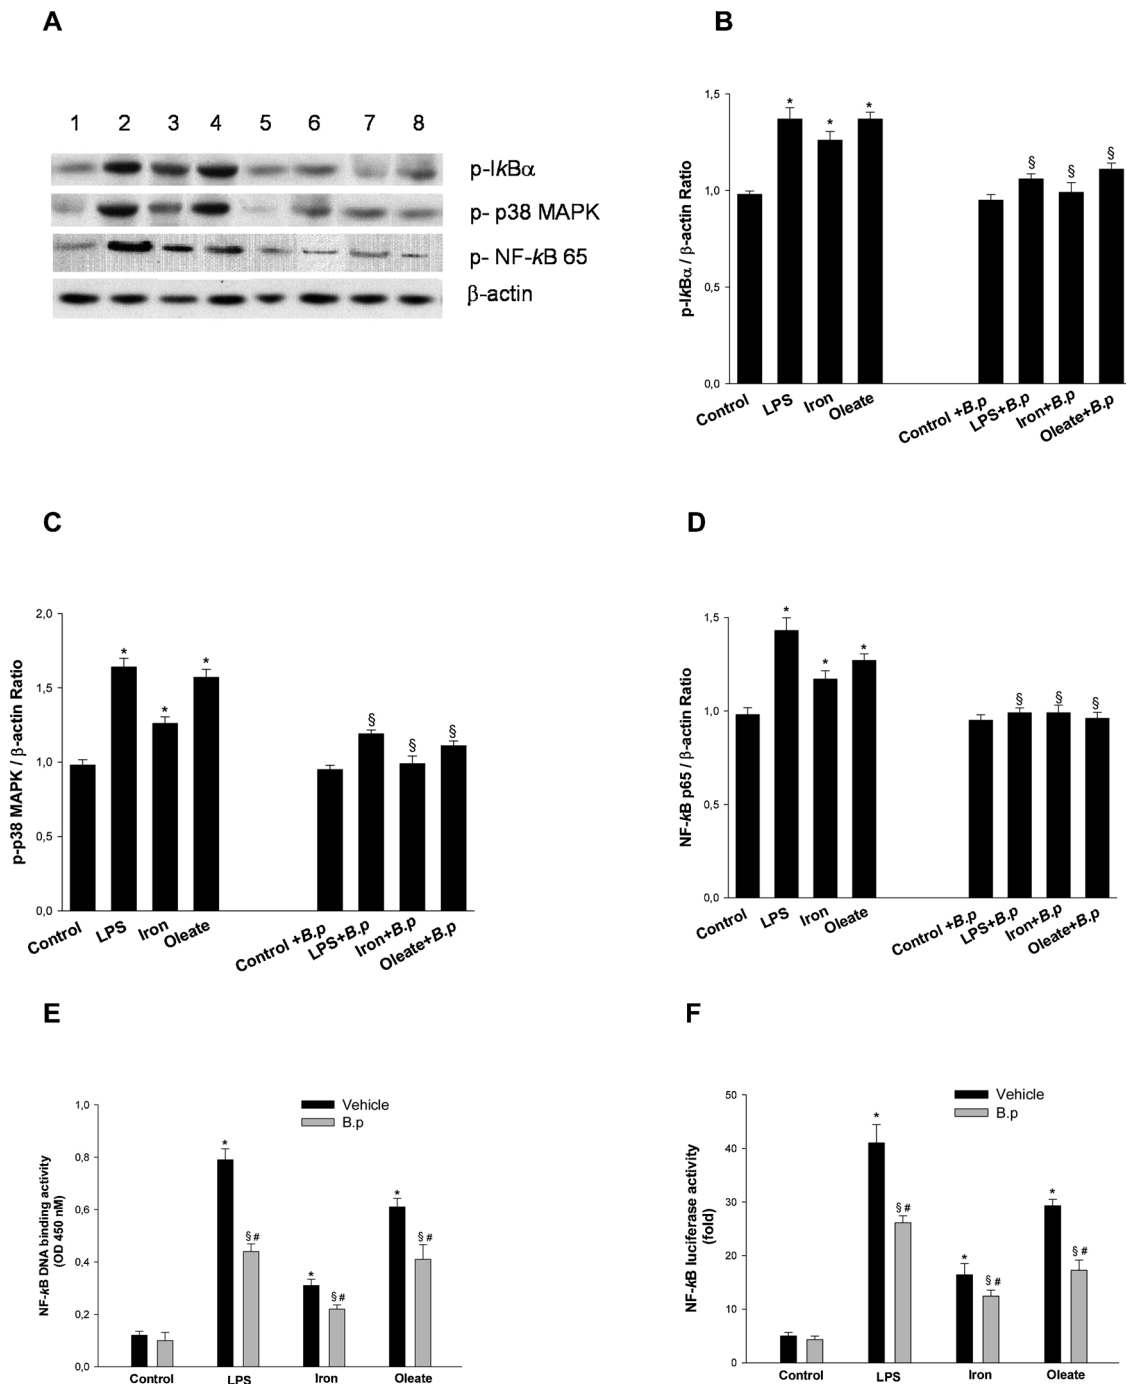 A
1 2 3 4 5 6 7 8
p-IkBα
p- p38 MAPK
p- NF-kB 65
β-actin
B
p-IkBα / β-actin Ratio
1,5
1,0
0,5
0,0
* * *
§ § §
Control LPS Iron Oleate Control +B.p LPS+B.p Iron+B.p Oleate+B.p
C
p-p38 MAPK / β-actin Ratio
2,0
1,5
1,0
0,5
0,0
* * *
§ § §
Control LPS Iron Oleate Control +B.p LPS+B.p Iron+B.p Oleate+B.p
D
NF-kB p65 / β-actin Ratio
1,5
1,0
0,5
0,0
* * *
§ § §
Control LPS Iron Oleate Control +B.p LPS+B.p Iron+B.p Oleate+B.p
E
NF-kB DNA binding activity
(OD 450 nM)
1,0
0,8
0,6
0,4
0,2
0,0
Vehicle
B.p
* § # * § # * § #
Control LPS Iron Oleate
F
NF-kB luciferase activity
(fold)
50
40
30
20
10
0
Vehicle
B.p
* § # * § # * § #
Control LPS Iron Oleate